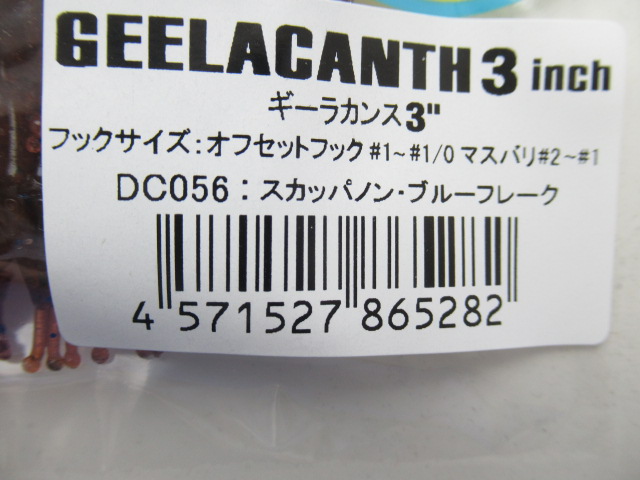 GEELACANTH 3 inch
ギーラカンス3"
フックサイズ:オフセットフック #1~#1/0 マスバリ#2~#1
DC056:スカッパノン・ブルーフレーク
4 571527 865282